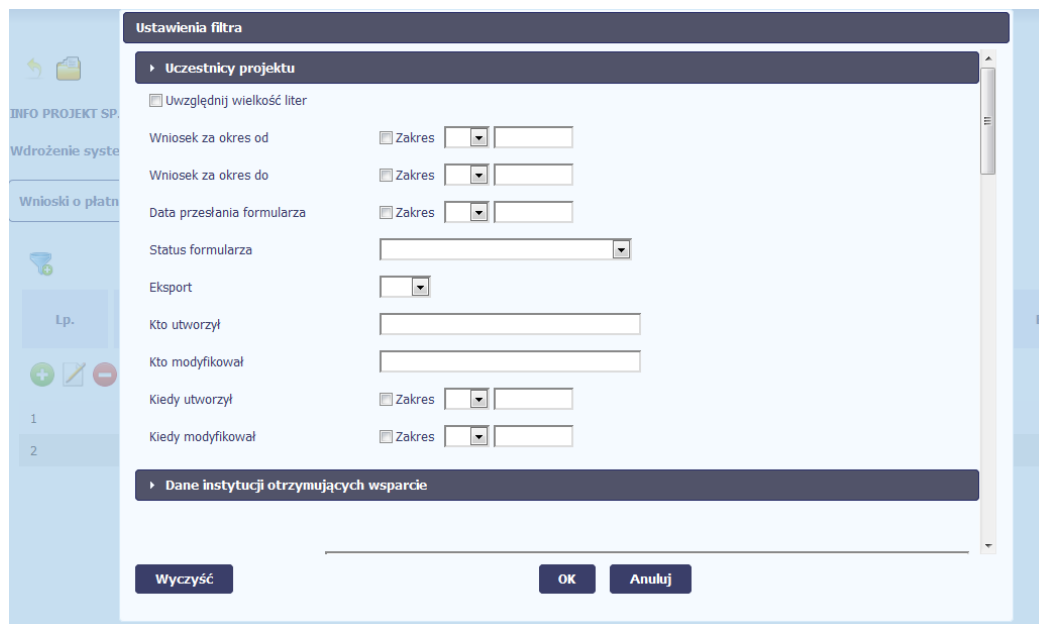 Ustawienia filtra
Uczestnicy projektu
INFO PROJEKT SP.
Wdrożenie syste
Wnioski o płatn
Lp.
1
2
Uwzględnij wielkość liter
Wniosek za okres od Zakres
Wniosek za okres do Zakres
Data przesłania formularza Zakres
Status formularza
Eksport
Kto utworzył
Kto modyfikował
Kiedy utworzył Zakres
Kiedy modyfikował Zakres
Dane instytucji otrzymujących wsparcie
Wyczyść OK Anuluj